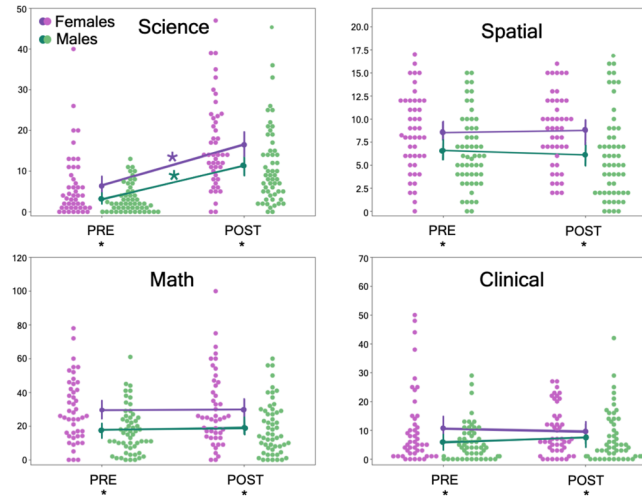 Science
Females
Males
50
40
30
20
10
0
*
*
PRE
POST
*
*
Spatial
20.0
17.5
15.0
12.5
10.0
7.5
5.0
2.5
0.0
PRE
POST
*
*
Math
120
100
80
60
40
20
0
PRE
POST
*
*
Clinical
70
60
50
40
30
20
10
0
PRE
POST
*
*